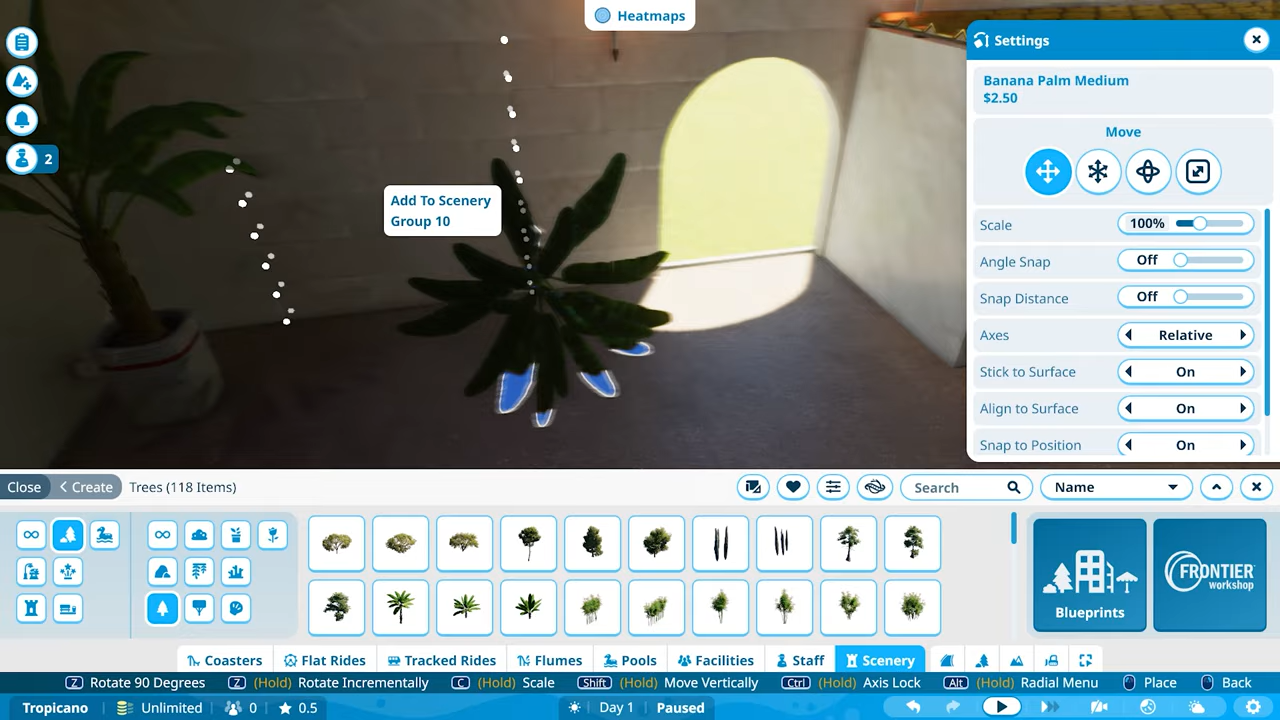 Heatmaps
2
Add To Scenery
Group 10
Settings
Banana Palm Medium
$2.50
Move
Scale 100%
Angle Snap Off
Snap Distance Off
Axes Relative
Stick to Surface On
Align to Surface On
Snap to Position On
Close Create Trees (118 Items) Search Name
Blueprints
FRONTIER
workshop
Coasters Flat Rides Tracked Rides Flumes Pools Facilities Staff Scenery
Z Rotate 90 Degrees Z (Hold) Rotate Incrementally C (Hold) Scale Shift (Hold) Move Vertically Ctrl (Hold) Axis Lock Alt (Hold) Radial Menu Place Back
Tropicano Unlimited 0 0.5 Day 1 Paused